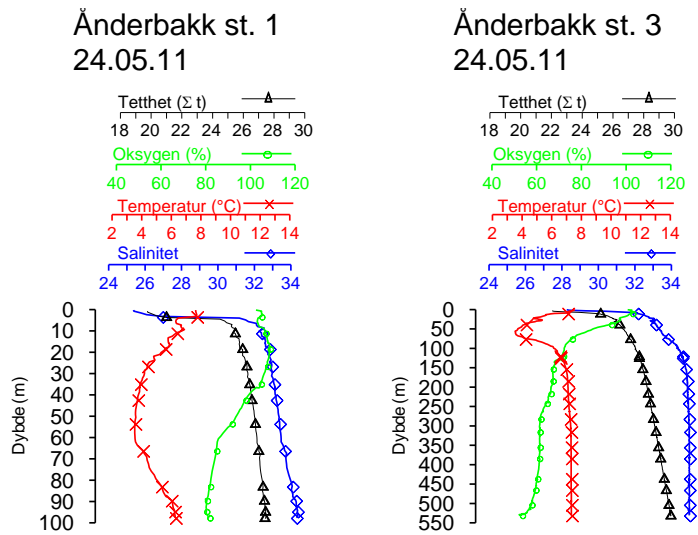 Ånderbakk st. 1
24.05.11
Tetthet (Σ t)
18 20 22 24 26 28 30
Oksygen (%)
40 60 80 100 120
Temperatur (°C)
2 4 6 8 10 12 14
Salinitet
24 26 28 30 32 34
Dybde (m)
0
10
20
30
40
50
60
70
80
90
100
Ånderbakk st. 3
24.05.11
Tetthet (Σ t)
18 20 22 24 26 28 30
Oksygen (%)
40 60 80 100 120
Temperatur (°C)
2 4 6 8 10 12 14
Salinitet
24 26 28 30 32 34
Dybde (m)
0
50
100
150
200
250
300
350
400
450
500
550